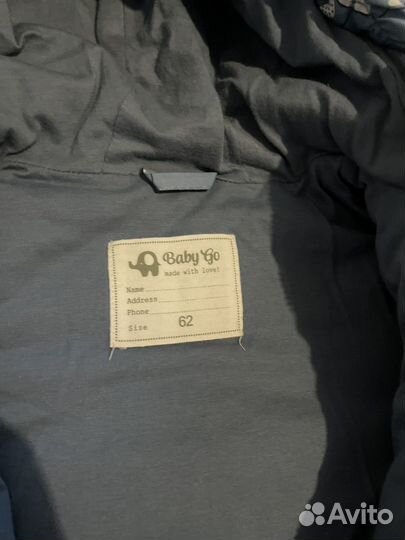 Baby Go
made with love!
Name
Address
Phone
Size 62
Avito